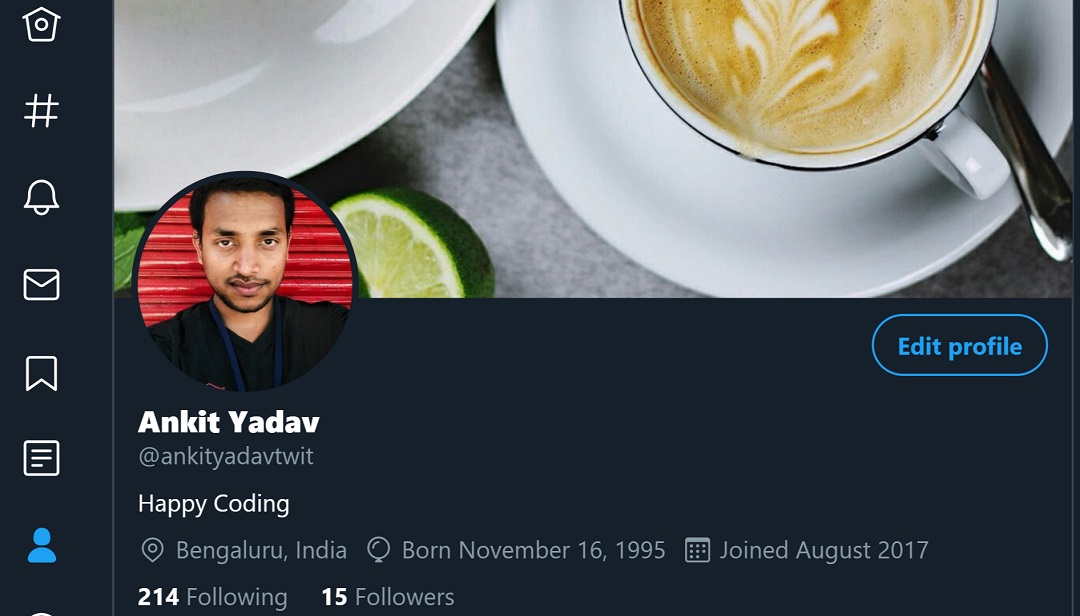 Edit profile
Ankit Yadav
@ankityadavtwit
Happy Coding
Bengaluru, India Born November 16, 1995 Joined August 2017
214 Following 15 Followers